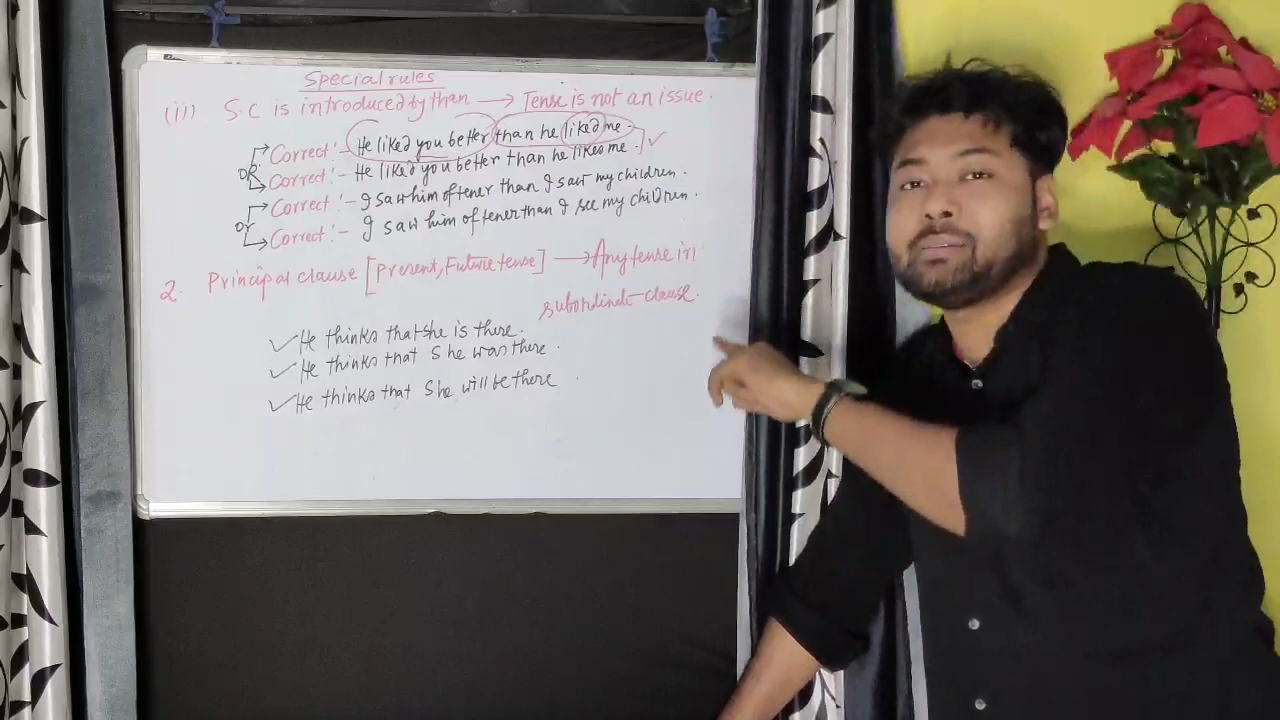 Special rules
(ii) S.C is introduced by than → Tense is not an issue.
Correct :- He liked you better than he liked me.
OR
Correct :- He liked you better than he likes me.
Correct :- I saw him oftener than I saw my children.
or
Correct :- I saw him oftener than I see my children.
2. Principal clause [Present, Future tense] → Any tense in
subordinate clause.
✓ He thinks that she is there.
✓ He thinks that She was there.
✓ He thinks that She will be there